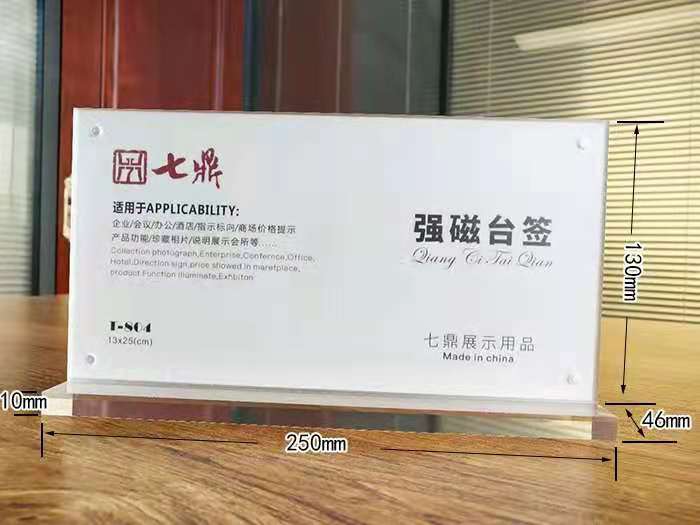 七鼎
适用于APPLICABILITY:
企业/会议/办公/酒店/指示标向/商场价格提示
产品功能/珍藏相片/说明展示会所等……
Collection photograph,Enterprise,Confernce,Office,
Hotel,Direction sign,price showed in maretplace,
product Function illuminate,Exhbiton
强磁台签
Qiang Ci Tai Qian
T-804
13x25(cm)
七鼎展示用品
Made in china
130mm
10mm
46mm
250mm